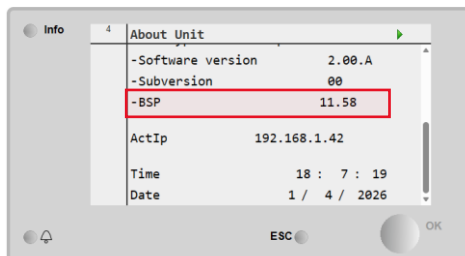 Info
4 About Unit
-Software version 2.00.A
-Subversion 00
-BSP 11.58
ActIp 192.168.1.42
Time 18 : 7 : 19
Date 1 / 4 / 2026
ESC
OK